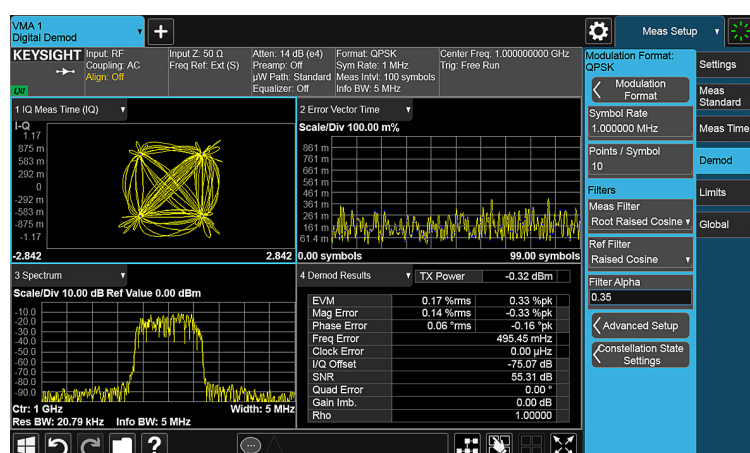 VMA 1
Digital Demod
Meas Setup
KEYSIGHT
LXI
Input: RF
Coupling: AC
Align: Off
Input Z: 50 Ω
Freq Ref: Ext (S)
Atten: 14 dB (e4)
Preamp: Off
µW Path: Standard
Equalizer: Off
Format: QPSK
Sym Rate: 1 MHz
Meas Intvl: 100 symbols
Info BW: 5 MHz
Center Freq: 1.000000000 GHz
Trig: Free Run
1 IQ Meas Time (IQ)
I-Q
1.17
875 m
583 m
292 m
0
-292 m
-583 m
-875 m
-1.17
-2.842
2.842
2 Error Vector Time
Scale/Div 100.00 m%
861 m
761 m
661 m
561 m
461 m
361 m
261 m
161 m
61.4 m
0.00 symbols
99.00 symbols
3 Spectrum
Scale/Div 10.00 dB Ref Value 0.00 dBm
-10.0
-20.0
-30.0
-40.0
-50.0
-60.0
-70.0
-80.0
-90.0
Ctr: 1 GHz
Width: 5 MHz
Res BW: 20.79 kHz Info BW: 5 MHz
4 Demod Results
TX Power -0.32 dBm
EVM 0.17 %rms 0.33 %pk
Mag Error 0.14 %rms -0.33 %pk
Phase Error 0.06 °rms -0.16 °pk
Freq Error 495.45 mHz
Clock Error 0.00 µHz
I/Q Offset -75.07 dB
SNR 55.31 dB
Quad Error 0.00 °
Gain Imb. 0.00 dB
Rho 1.00000
Modulation Format:
QPSK
Modulation
Format
Symbol Rate
1.000000 MHz
Points / Symbol
10
Filters
Meas Filter
Root Raised Cosine
Ref Filter
Raised Cosine
Filter Alpha
0.35
Advanced Setup
Constellation State
Settings
Settings
Meas
Standard
Meas Time
Demod
Limits
Global
?